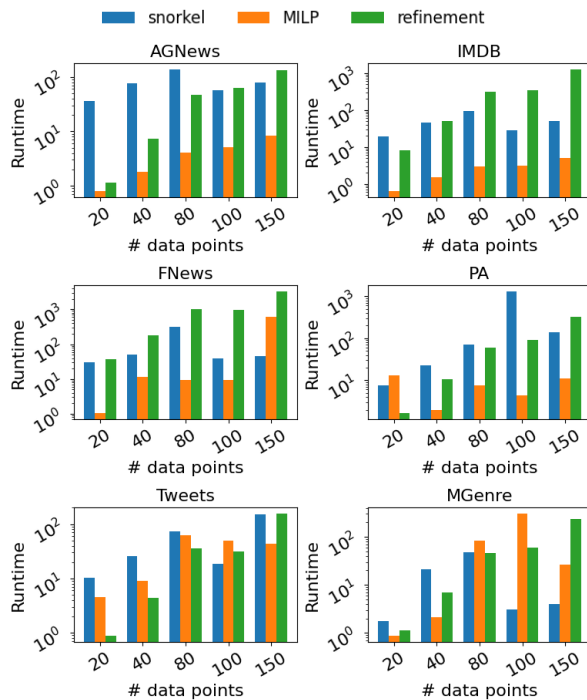 snorkel MILP refinement
AGNews IMDB
Runtime 10² 10¹ 10⁰ Runtime 10³ 10² 10¹ 10⁰
20 40 80 100 150 20 40 80 100 150
# data points # data points
FNews PA
Runtime 10³ 10² 10¹ 10⁰ Runtime 10³ 10² 10¹
20 40 80 100 150 20 40 80 100 150
# data points # data points
Tweets MGenre
Runtime 10² 10¹ 10⁰ Runtime 10² 10¹ 10⁰
20 40 80 100 150 20 40 80 100 150
# data points # data points